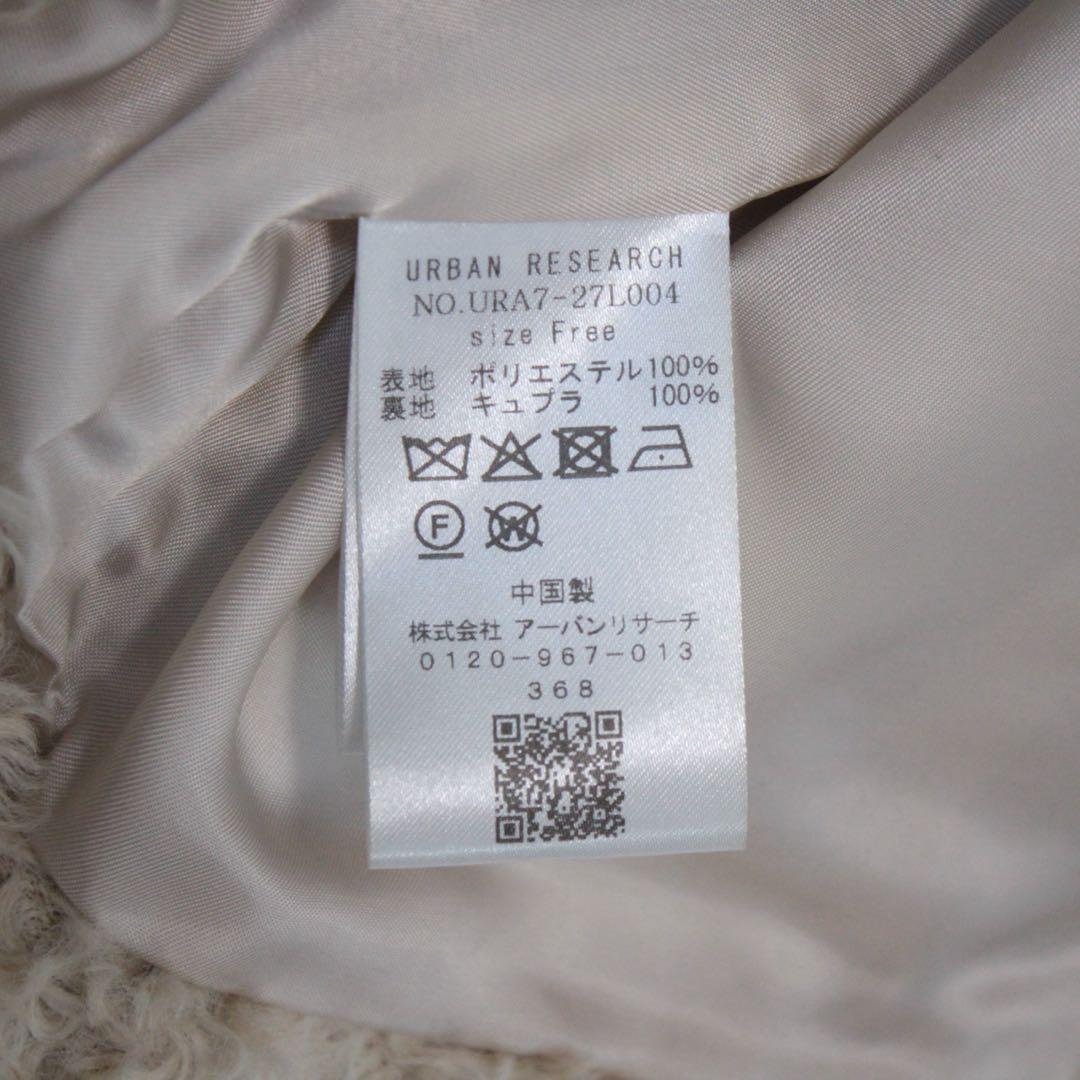 URBAN RESEARCH
NO.URA7-27L004
size Free
表地 ポリエステル100%
裏地 キュプラ 100%
F W
中国製
株式会社 アーバンリサーチ
0120-967-013
368